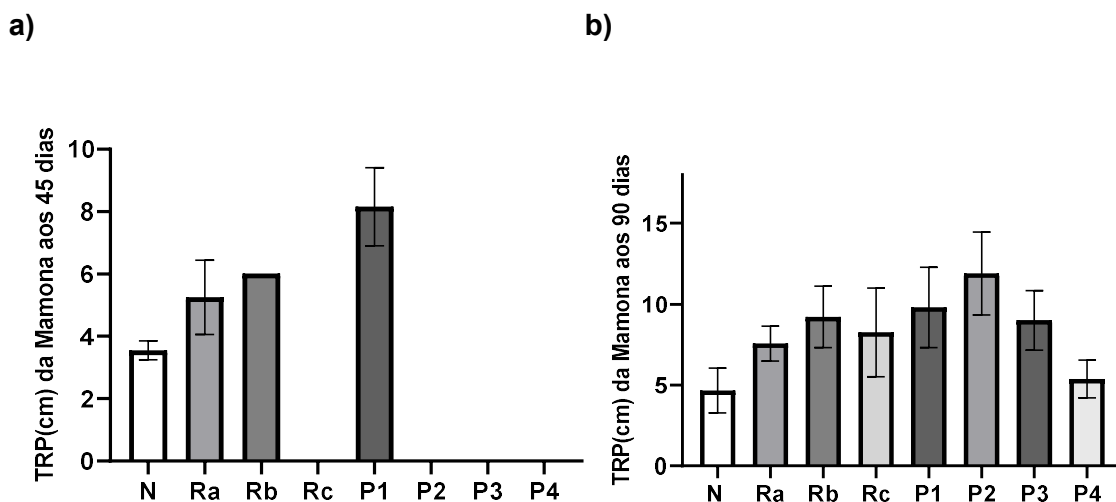 a)
b)
TRP(cm) da Mamona aos 45 dias
10
8
6
4
2
0
N Ra Rb Rc P1 P2 P3 P4
TRP(cm) da Mamona aos 90 dias
15
10
5
0
N Ra Rb Rc P1 P2 P3 P4